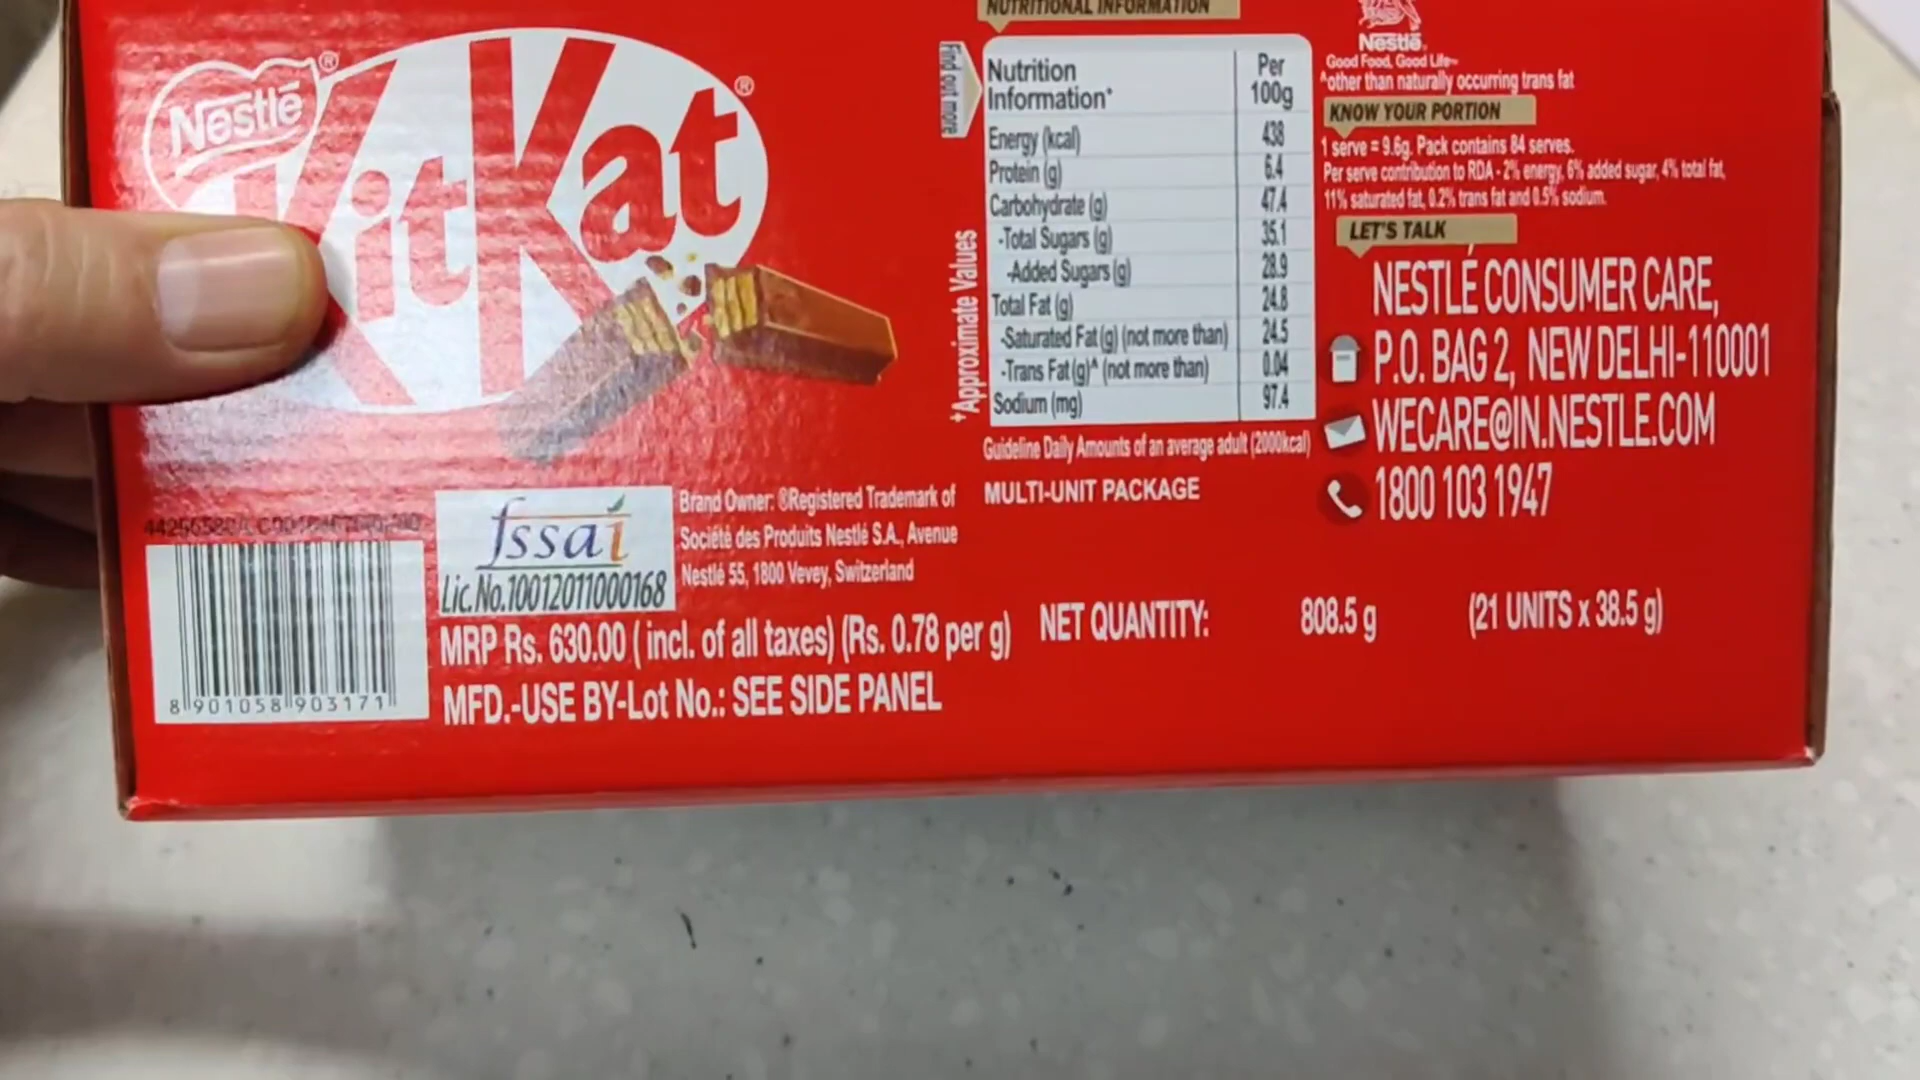 Nestlé®
KitKat®
NUTRITIONAL INFORMATION
Find out more
*Approximate Values
Nutrition Information* Per 100g
Energy (kcal) 438
Protein (g) 6.4
Carbohydrate (g) 47.4
-Total Sugars (g) 35.1
-Added Sugars (g) 28.9
Total Fat (g) 24.8
-Saturated Fat (g) (not more than) 24.5
-Trans Fat (g)^ (not more than) 0.04
Sodium (mg) 97.4
Guideline Daily Amounts of an average adult (2000kcal)
MULTI-UNIT PACKAGE
Nestlé
Good Food, Good Life
^other than naturally occurring trans fat
KNOW YOUR PORTION
1 serve = 9.6g. Pack contains 84 serves.
Per serve contribution to RDA - 2% energy, 6% added sugar, 4% total fat,
11% saturated fat, 0.2% trans fat and 0.5% sodium.
LET'S TALK
NESTLÉ CONSUMER CARE,
P.O. BAG 2, NEW DELHI-110001
WECARE@IN.NESTLE.COM
1800 103 1947
fssai
Lic. No. 10012011000168
Brand Owner: ®Registered Trademark of
Société des Produits Nestlé S.A., Avenue
Nestlé 55, 1800 Vevey, Switzerland
8 901058 903171
MRP Rs. 630.00 ( incl. of all taxes) (Rs. 0.78 per g)
NET QUANTITY: 808.5 g (21 UNITS x 38.5 g)
MFD.-USE BY-Lot No.: SEE SIDE PANEL